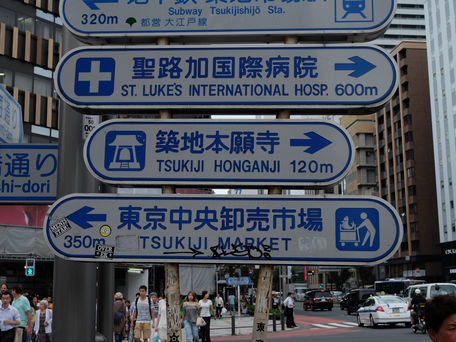 320m
Subway Tsukijishijō Sta.
都営大江戸線
聖路加国際病院
ST. LUKE'S INTERNATIONAL HOSP. 600m
築地本願寺
TSUKIJI HONGANJI 120m
通り
shi-dori
東京中央卸売市場
350m TSUKIJI MARKET
東